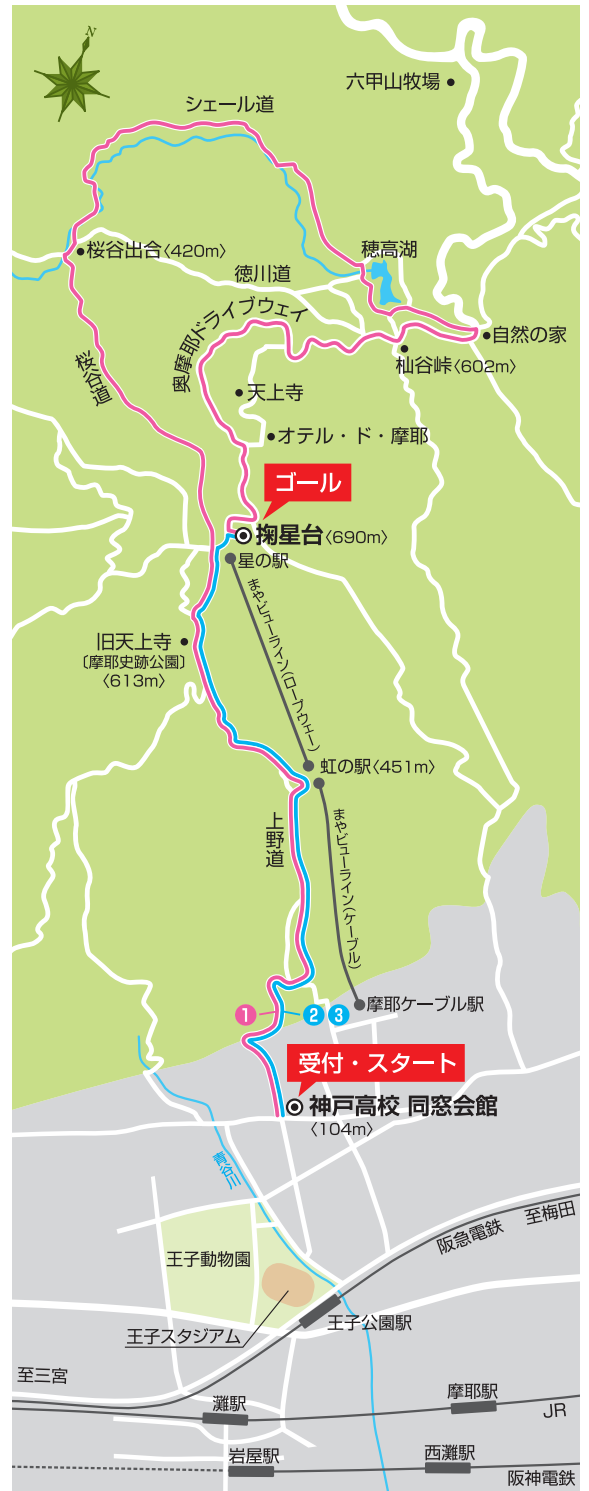 N
シェール道
六甲山牧場
桜谷出合〈420m〉
穂高湖
徳川道
奥摩耶ドライブウェイ
自然の家
杣谷峠〈602m〉
桜谷道
天上寺
オテル・ド・摩耶
ゴール
掬星台〈690m〉
星の駅
まやビューライン(ロープウェー)
旧天上寺
〔摩耶史跡公園〕
〈613m〉
虹の駅〈451m〉
上野道
まやビューライン(ケーブル)
1
2 3
摩耶ケーブル駅
受付・スタート
神戸高校 同窓会館
〈104m〉
青谷川
至梅田
阪急電鉄
王子動物園
王子公園駅
王子スタジアム
至三宮
灘駅
摩耶駅
JR
岩屋駅
西灘駅
阪神電鉄